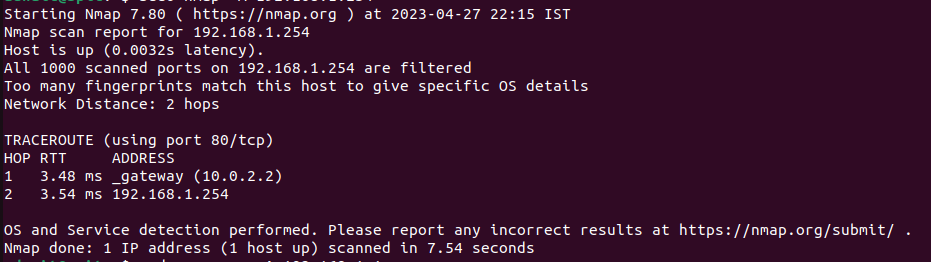 Starting Nmap 7.80 ( https://nmap.org ) at 2023-04-27 22:15 IST
Nmap scan report for 192.168.1.254
Host is up (0.0032s latency).
All 1000 scanned ports on 192.168.1.254 are filtered
Too many fingerprints match this host to give specific OS details
Network Distance: 2 hops
TRACEROUTE (using port 80/tcp)
HOP RTT     ADDRESS
1   3.48 ms _gateway (10.0.2.2)
2   3.54 ms 192.168.1.254
OS and Service detection performed. Please report any incorrect results at https://nmap.org/submit/ .
Nmap done: 1 IP address (1 host up) scanned in 7.54 seconds